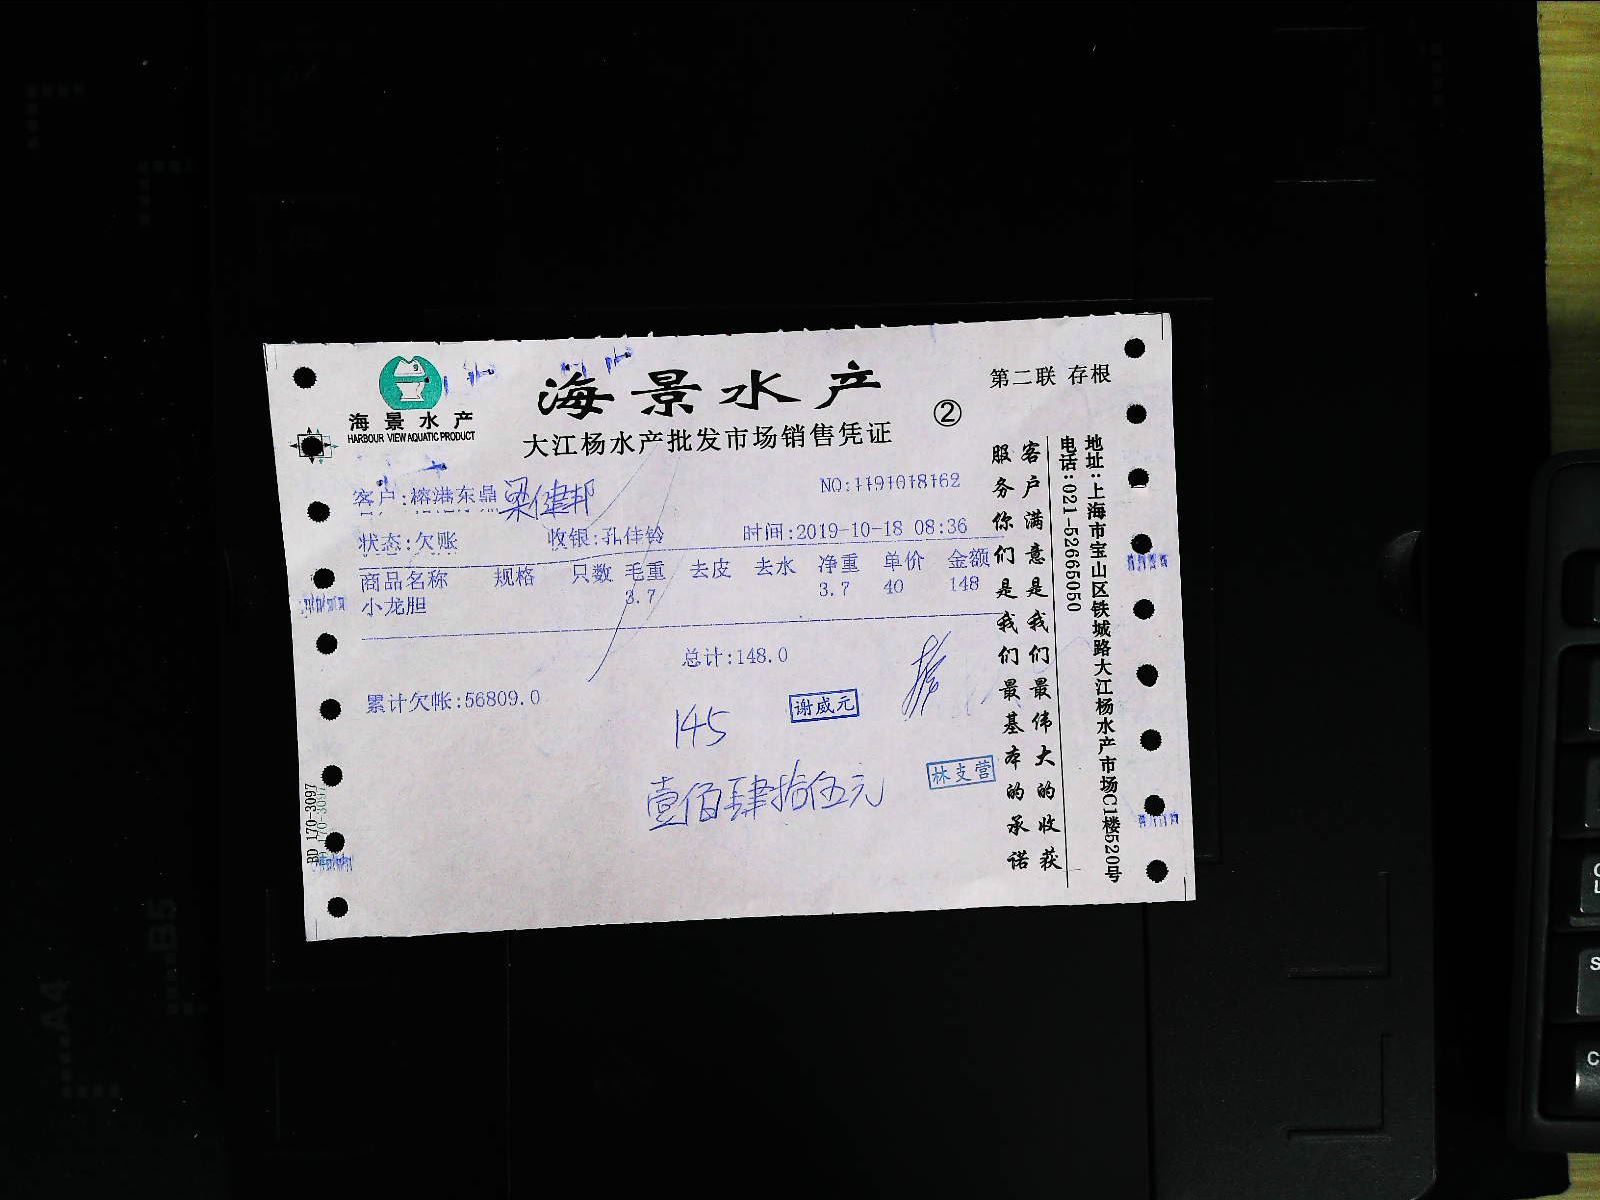 海景水产
HARBOUR VIEW AQUATIC PRODUCT
海景水产
大江杨水产批发市场销售凭证
②
第二联 存根
客户:榕港东鼎 梁健邦
NO:1191018162
状态:欠账 收银:孔佳铃 时间:2019-10-18 08:36
商品名称 规格 只数 毛重 去皮 去水 净重 单价 金额
小龙胆 3.7 3.7 40 148
总计:148.0
累计欠帐:56809.0
145
谢威元
壹佰肆拾伍元
林支营
客户满意是我们最伟大的收获
服务你们是我们最基本的承诺
地址:上海市宝山区铁城路大江杨水产市场C1楼520号
电话:021-52665050
BD 170-3097
A4
B5